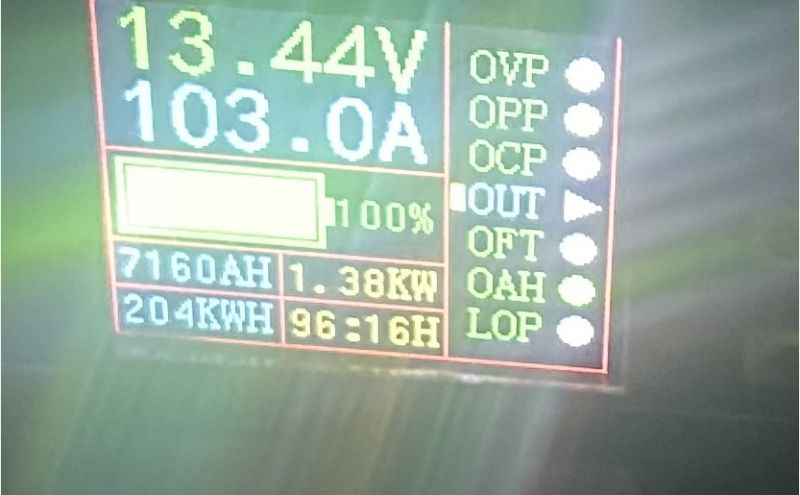 13.44V
103.0A
100%
7160AH 1.38KW
204KWH 96:16H
OVP
OPP
OCP
OUT
OFT
OAH
LOP